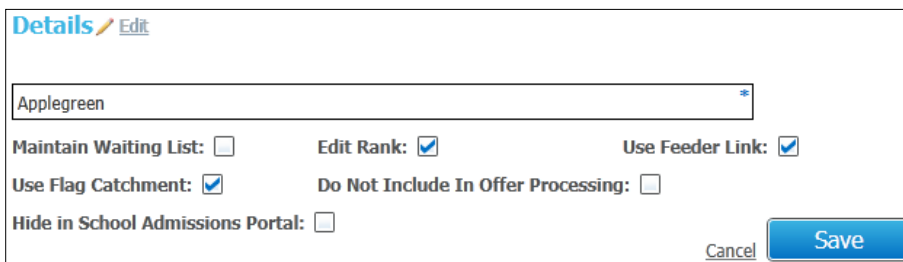 Details Edit
Applegreen *
Maintain Waiting List: Edit Rank: Use Feeder Link:
Use Flag Catchment: Do Not Include In Offer Processing:
Hide in School Admissions Portal:
Cancel Save